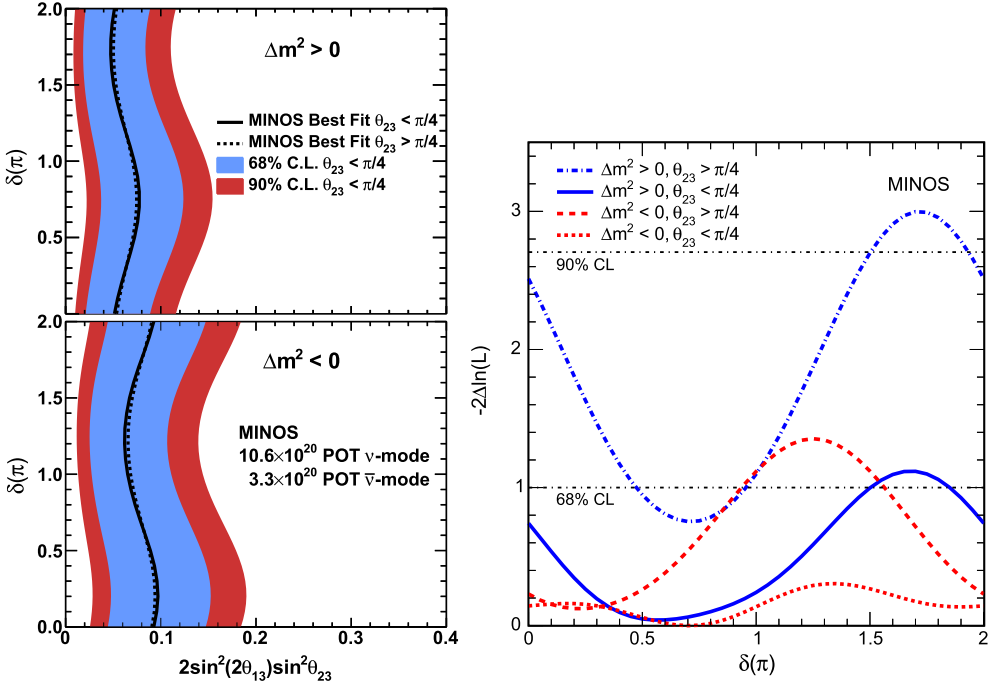 2.0
Δm² > 0
1.5
MINOS Best Fit θ₂₃ < π/4
MINOS Best Fit θ₂₃ > π/4
68% C.L. θ₂₃ < π/4
90% C.L. θ₂₃ < π/4
1.0
0.5
δ(π)
2.0
Δm² < 0
1.5
MINOS
10.6×10²⁰ POT ν-mode
3.3×10²⁰ POT ν̅-mode
1.0
0.5
0.0
δ(π)
0 0.1 0.2 0.3 0.4
2sin²(2θ₁₃)sin²θ₂₃
Δm² > 0, θ₂₃ > π/4
Δm² > 0, θ₂₃ < π/4
Δm² < 0, θ₂₃ > π/4
Δm² < 0, θ₂₃ < π/4
MINOS
3
90% CL
2
1
68% CL
0
-2Δln(L)
0 0.5 1 1.5 2
δ(π)